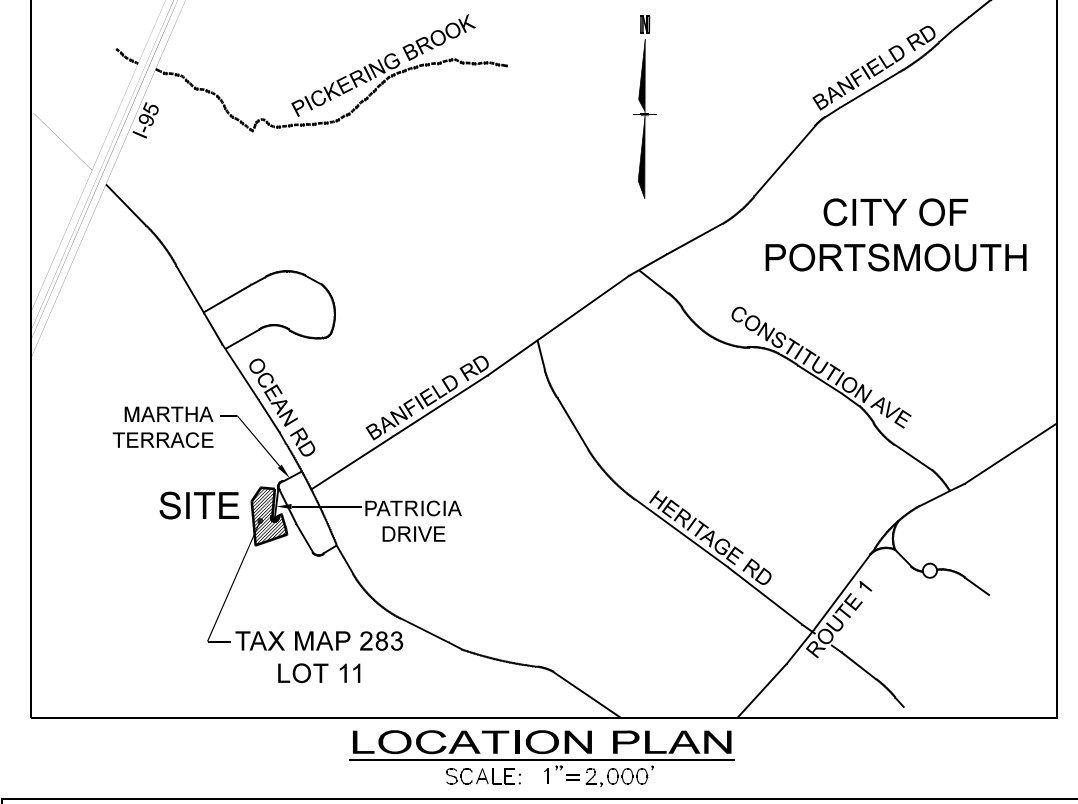 N
BANFIELD RD
PICKERING BROOK
I-95
CITY OF
PORTSMOUTH
CONSTITUTION AVE
OCEAN RD
BANFIELD RD
MARTHA
TERRACE
SITE
PATRICIA
DRIVE
HERITAGE RD
ROUTE 1
TAX MAP 283
LOT 11
LOCATION PLAN
SCALE: 1"=2,000'